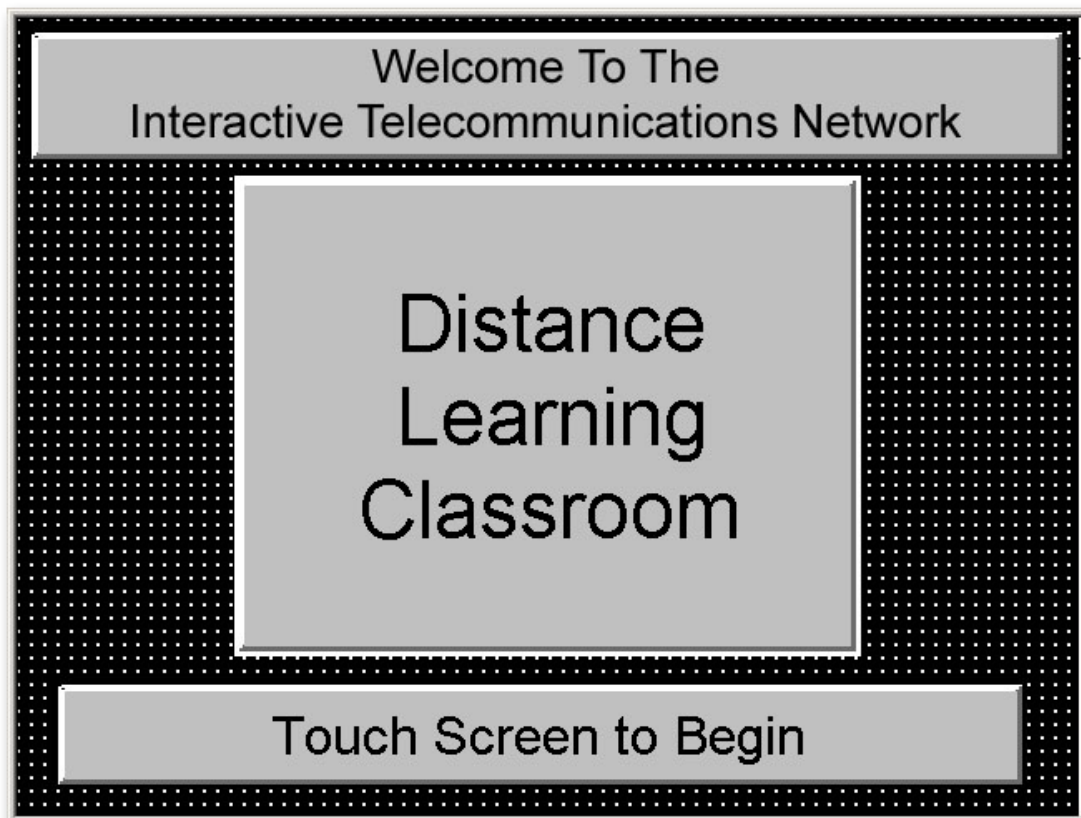 Welcome To The
Interactive Telecommunications Network
Distance
Learning
Classroom
Touch Screen to Begin